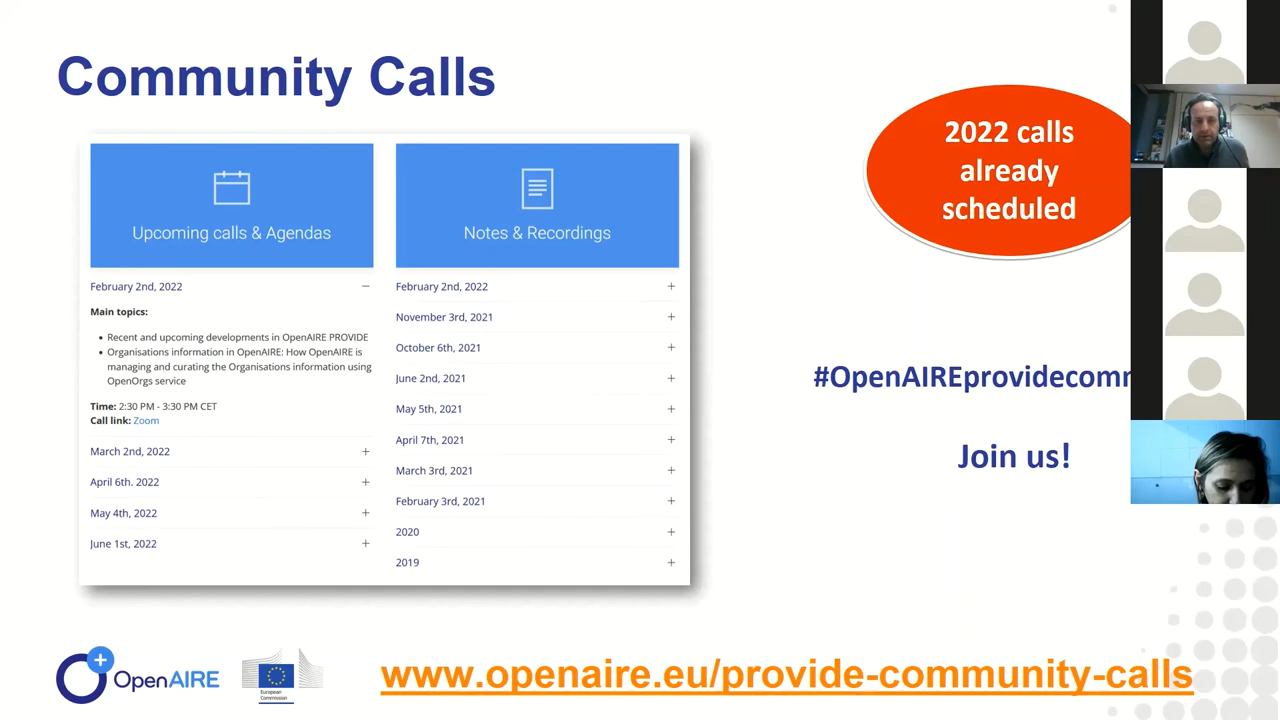 Community Calls
Upcoming calls & Agendas
February 2nd, 2022
Main topics:
• Recent and upcoming developments in OpenAIRE PROVIDE
• Organisations information in OpenAIRE: How OpenAIRE is
managing and curating the Organisations information using
OpenOrgs service
Time: 2:30 PM - 3:30 PM CET
Call link: Zoom
March 2nd, 2022
April 6th. 2022
May 4th, 2022
June 1st, 2022
Notes & Recordings
February 2nd, 2022
November 3rd, 2021
October 6th, 2021
June 2nd, 2021
May 5th, 2021
April 7th, 2021
March 3rd, 2021
February 3rd, 2021
2020
2019
2022 calls
already
scheduled
Join us!
OpenAIRE
European
Commission
www.openaire.eu/provide-community-calls